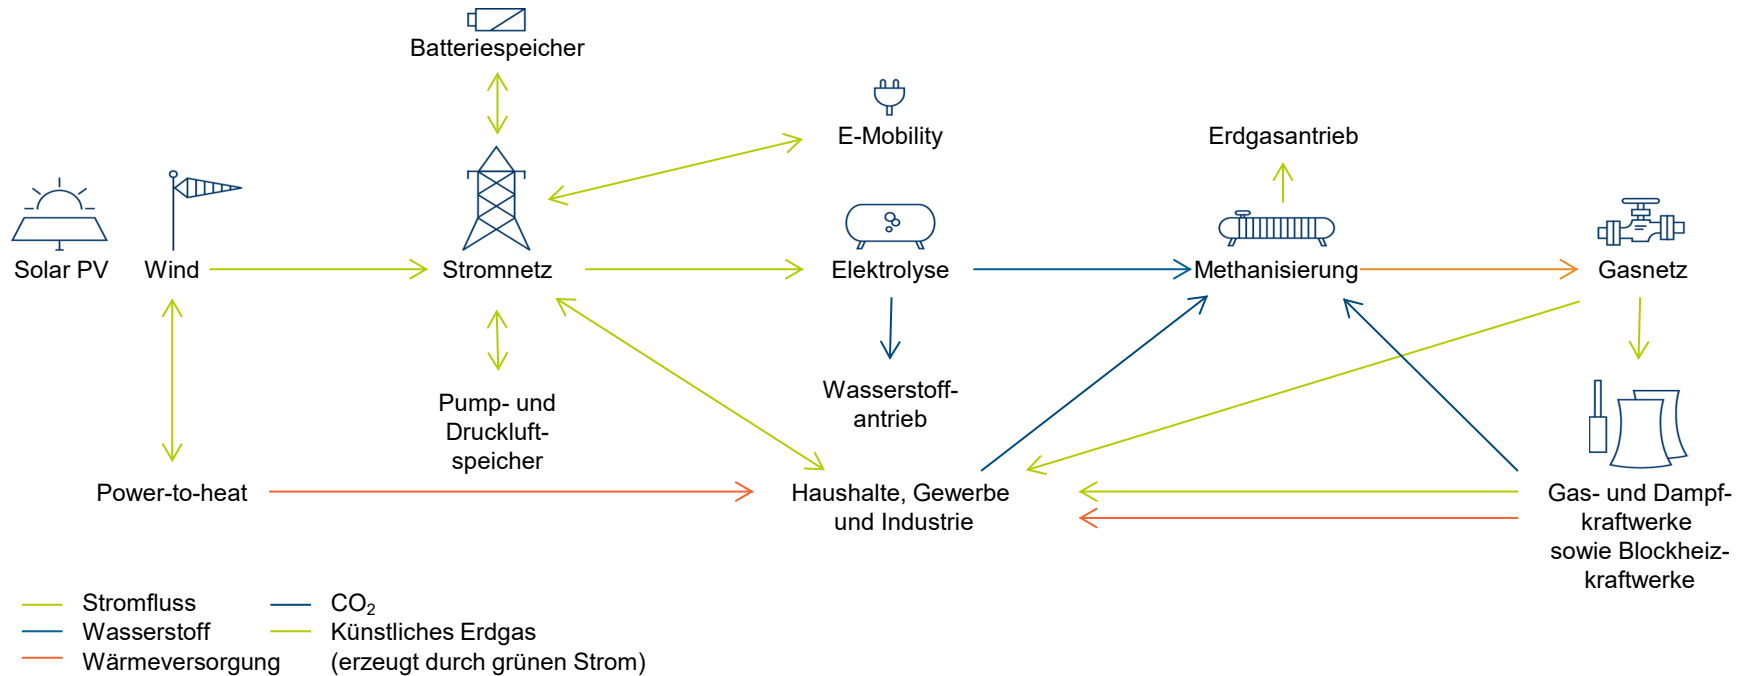 Batteriespeicher
E-Mobility
Erdgasantrieb
Solar PV
Wind
Stromnetz
Elektrolyse
Methanisierung
Gasnetz
Wasserstoff-
antrieb
Pump- und
Druckluft-
speicher
Power-to-heat
Haushalte, Gewerbe
und Industrie
Gas- und Dampf-
kraftwerke
sowie Blockheiz-
kraftwerke
Stromfluss
Wasserstoff
Wärmeversorgung
CO₂
Künstliches Erdgas
(erzeugt durch grünen Strom)